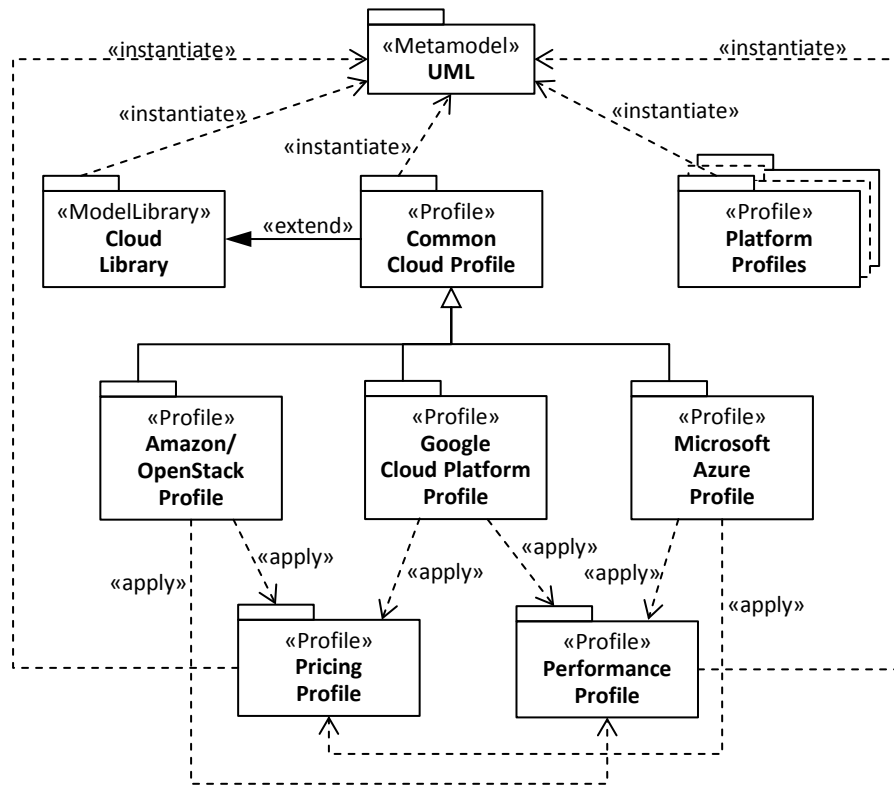 «instantiate»
«Metamodel»
UML
«instantiate»
«instantiate»
«instantiate»
«instantiate»
«ModelLibrary»
Cloud
Library
«extend»
«Profile»
Common
Cloud Profile
«Profile»
Platform
Profiles
«Profile»
Amazon/
OpenStack
Profile
«Profile»
Google
Cloud Platform
Profile
«Profile»
Microsoft
Azure
Profile
«apply»
«apply»
«apply»
«apply»
«apply»
«apply»
«Profile»
Pricing
Profile
«Profile»
Performance
Profile